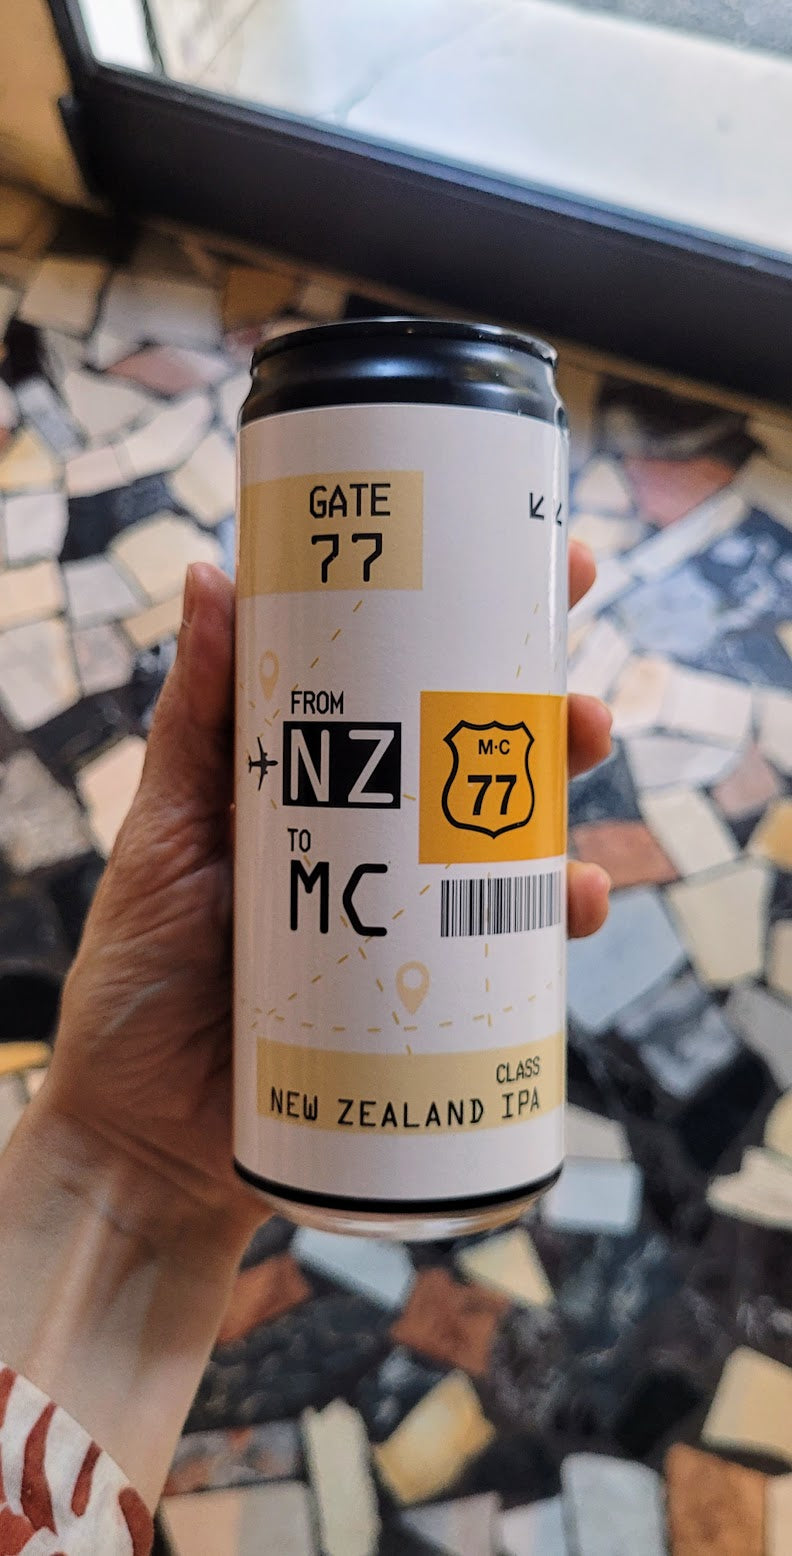 GATE
77
FROM
NZ
TO
MC
M·C
77
CLASS
NEW ZEALAND IPA